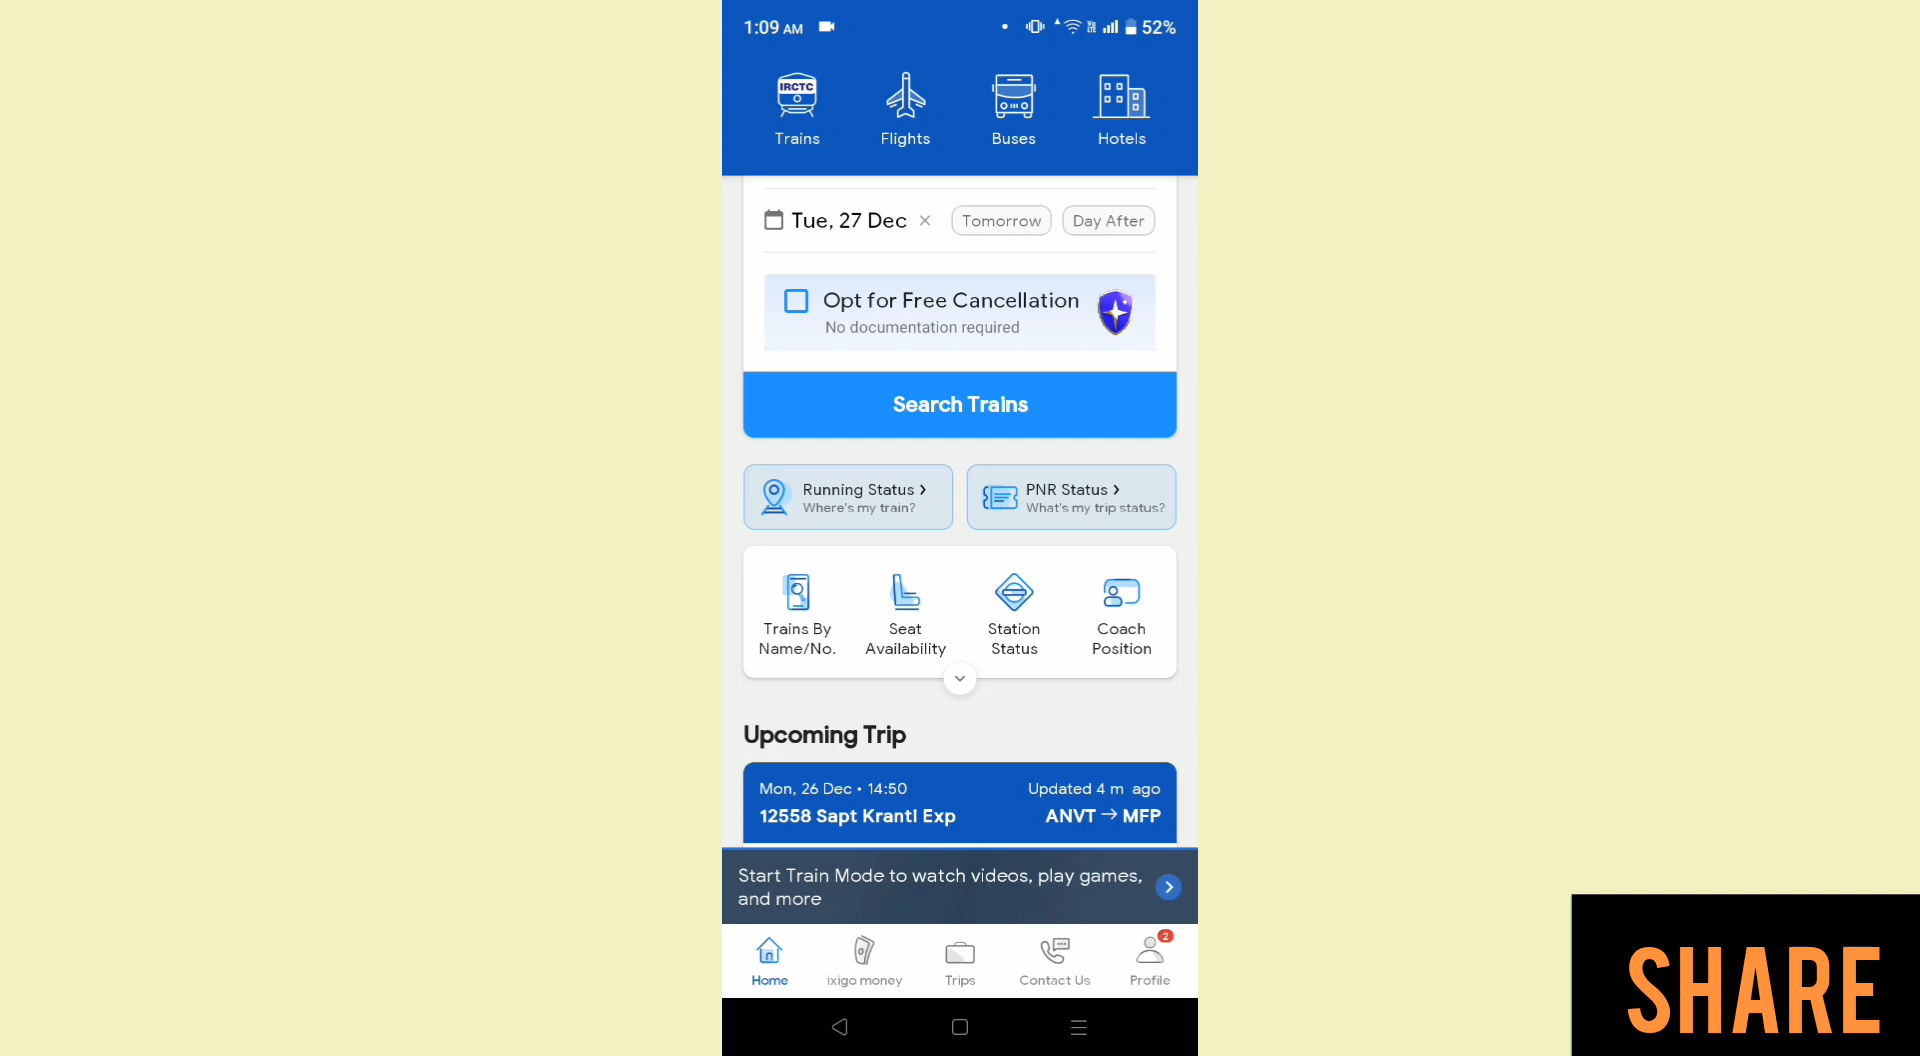 1:09 AM 52%
IRCTC
Trains Flights Buses Hotels
Tue, 27 Dec × Tomorrow Day After
Opt for Free Cancellation
No documentation required
Search Trains
Running Status PNR Status
Where's my train? What's my trip status?
Trains By Seat Station Coach
Name/No. Availability Status Position
Upcoming Trip
Mon, 26 Dec • 14:50 Updated 4 m ago
12558 Sapt Kranti Exp ANVT → MFP
Start Train Mode to watch videos, play games,
and more
2
Home ixigo money Trips Contact Us Profile
SHARE